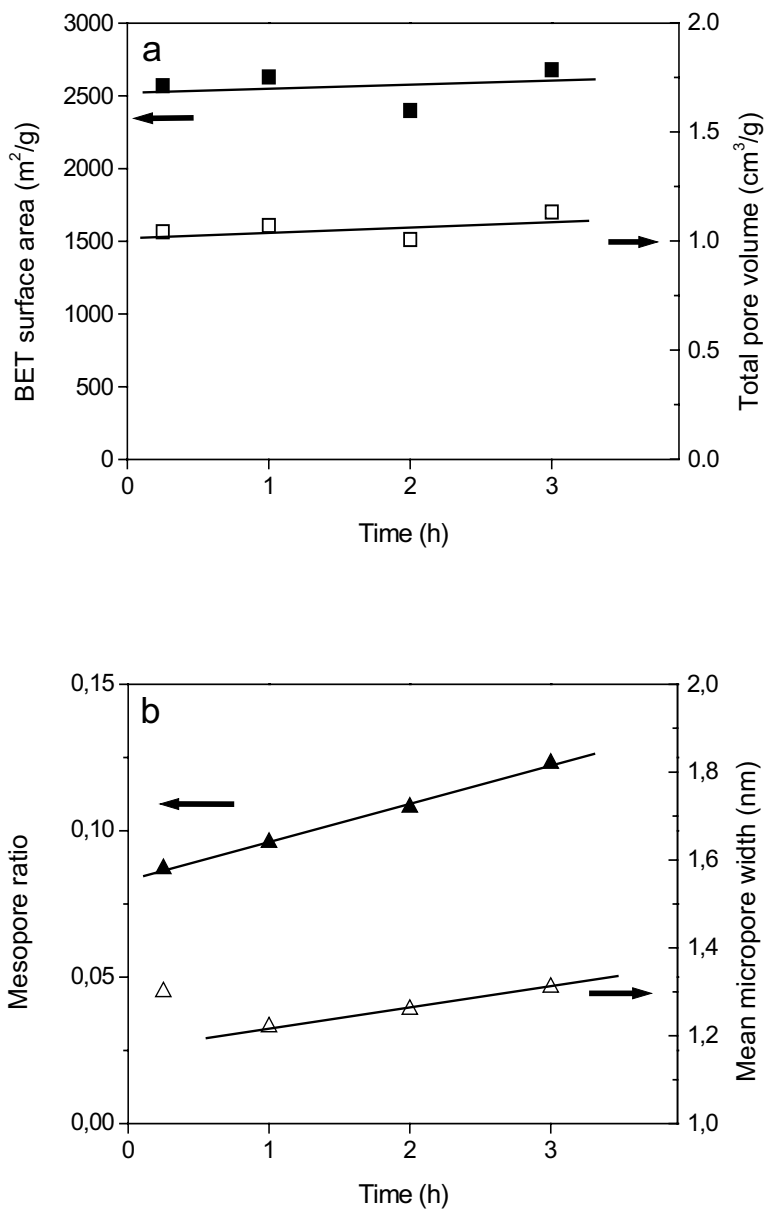 a
3000
2500
2000
1500
1000
500
0
BET surface area (m²/g)
2.0
1.5
1.0
0.5
0.0
Total pore volume (cm³/g)
0 1 2 3
Time (h)
b
0,15
0,10
0,05
0,00
Mesopore ratio
2,0
1,8
1,6
1,4
1,2
1,0
Mean micropore width (nm)
0 1 2 3
Time (h)